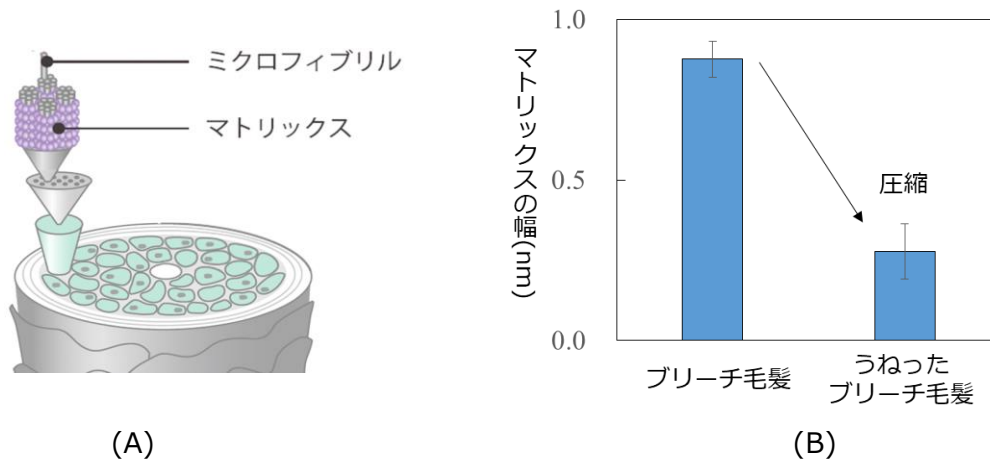 ミクロフィブリル
マトリックス
(A)
マトリックスの幅(nm)
1.0
0.5
0.0
圧縮
ブリーチ毛髪
うねった
ブリーチ毛髪
(B)